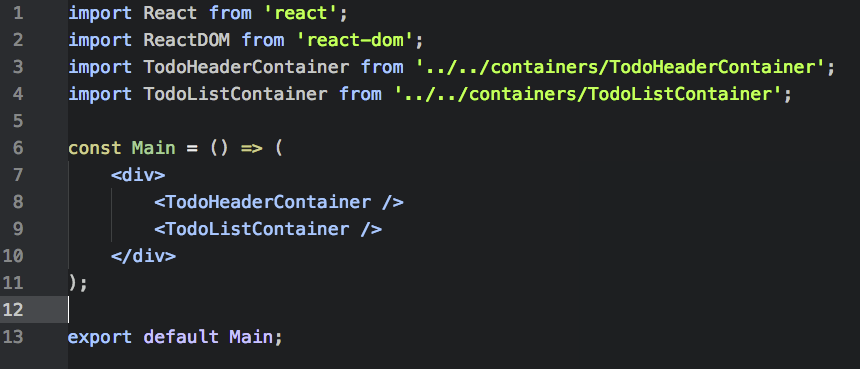 1 import React from 'react';
2 import ReactDOM from 'react-dom';
3 import TodoHeaderContainer from '../../containers/TodoHeaderContainer';
4 import TodoListContainer from '../../containers/TodoListContainer';
5
6 const Main = () => (
7     <div>
8         <TodoHeaderContainer />
9         <TodoListContainer />
10     </div>
11 );
12
13 export default Main;